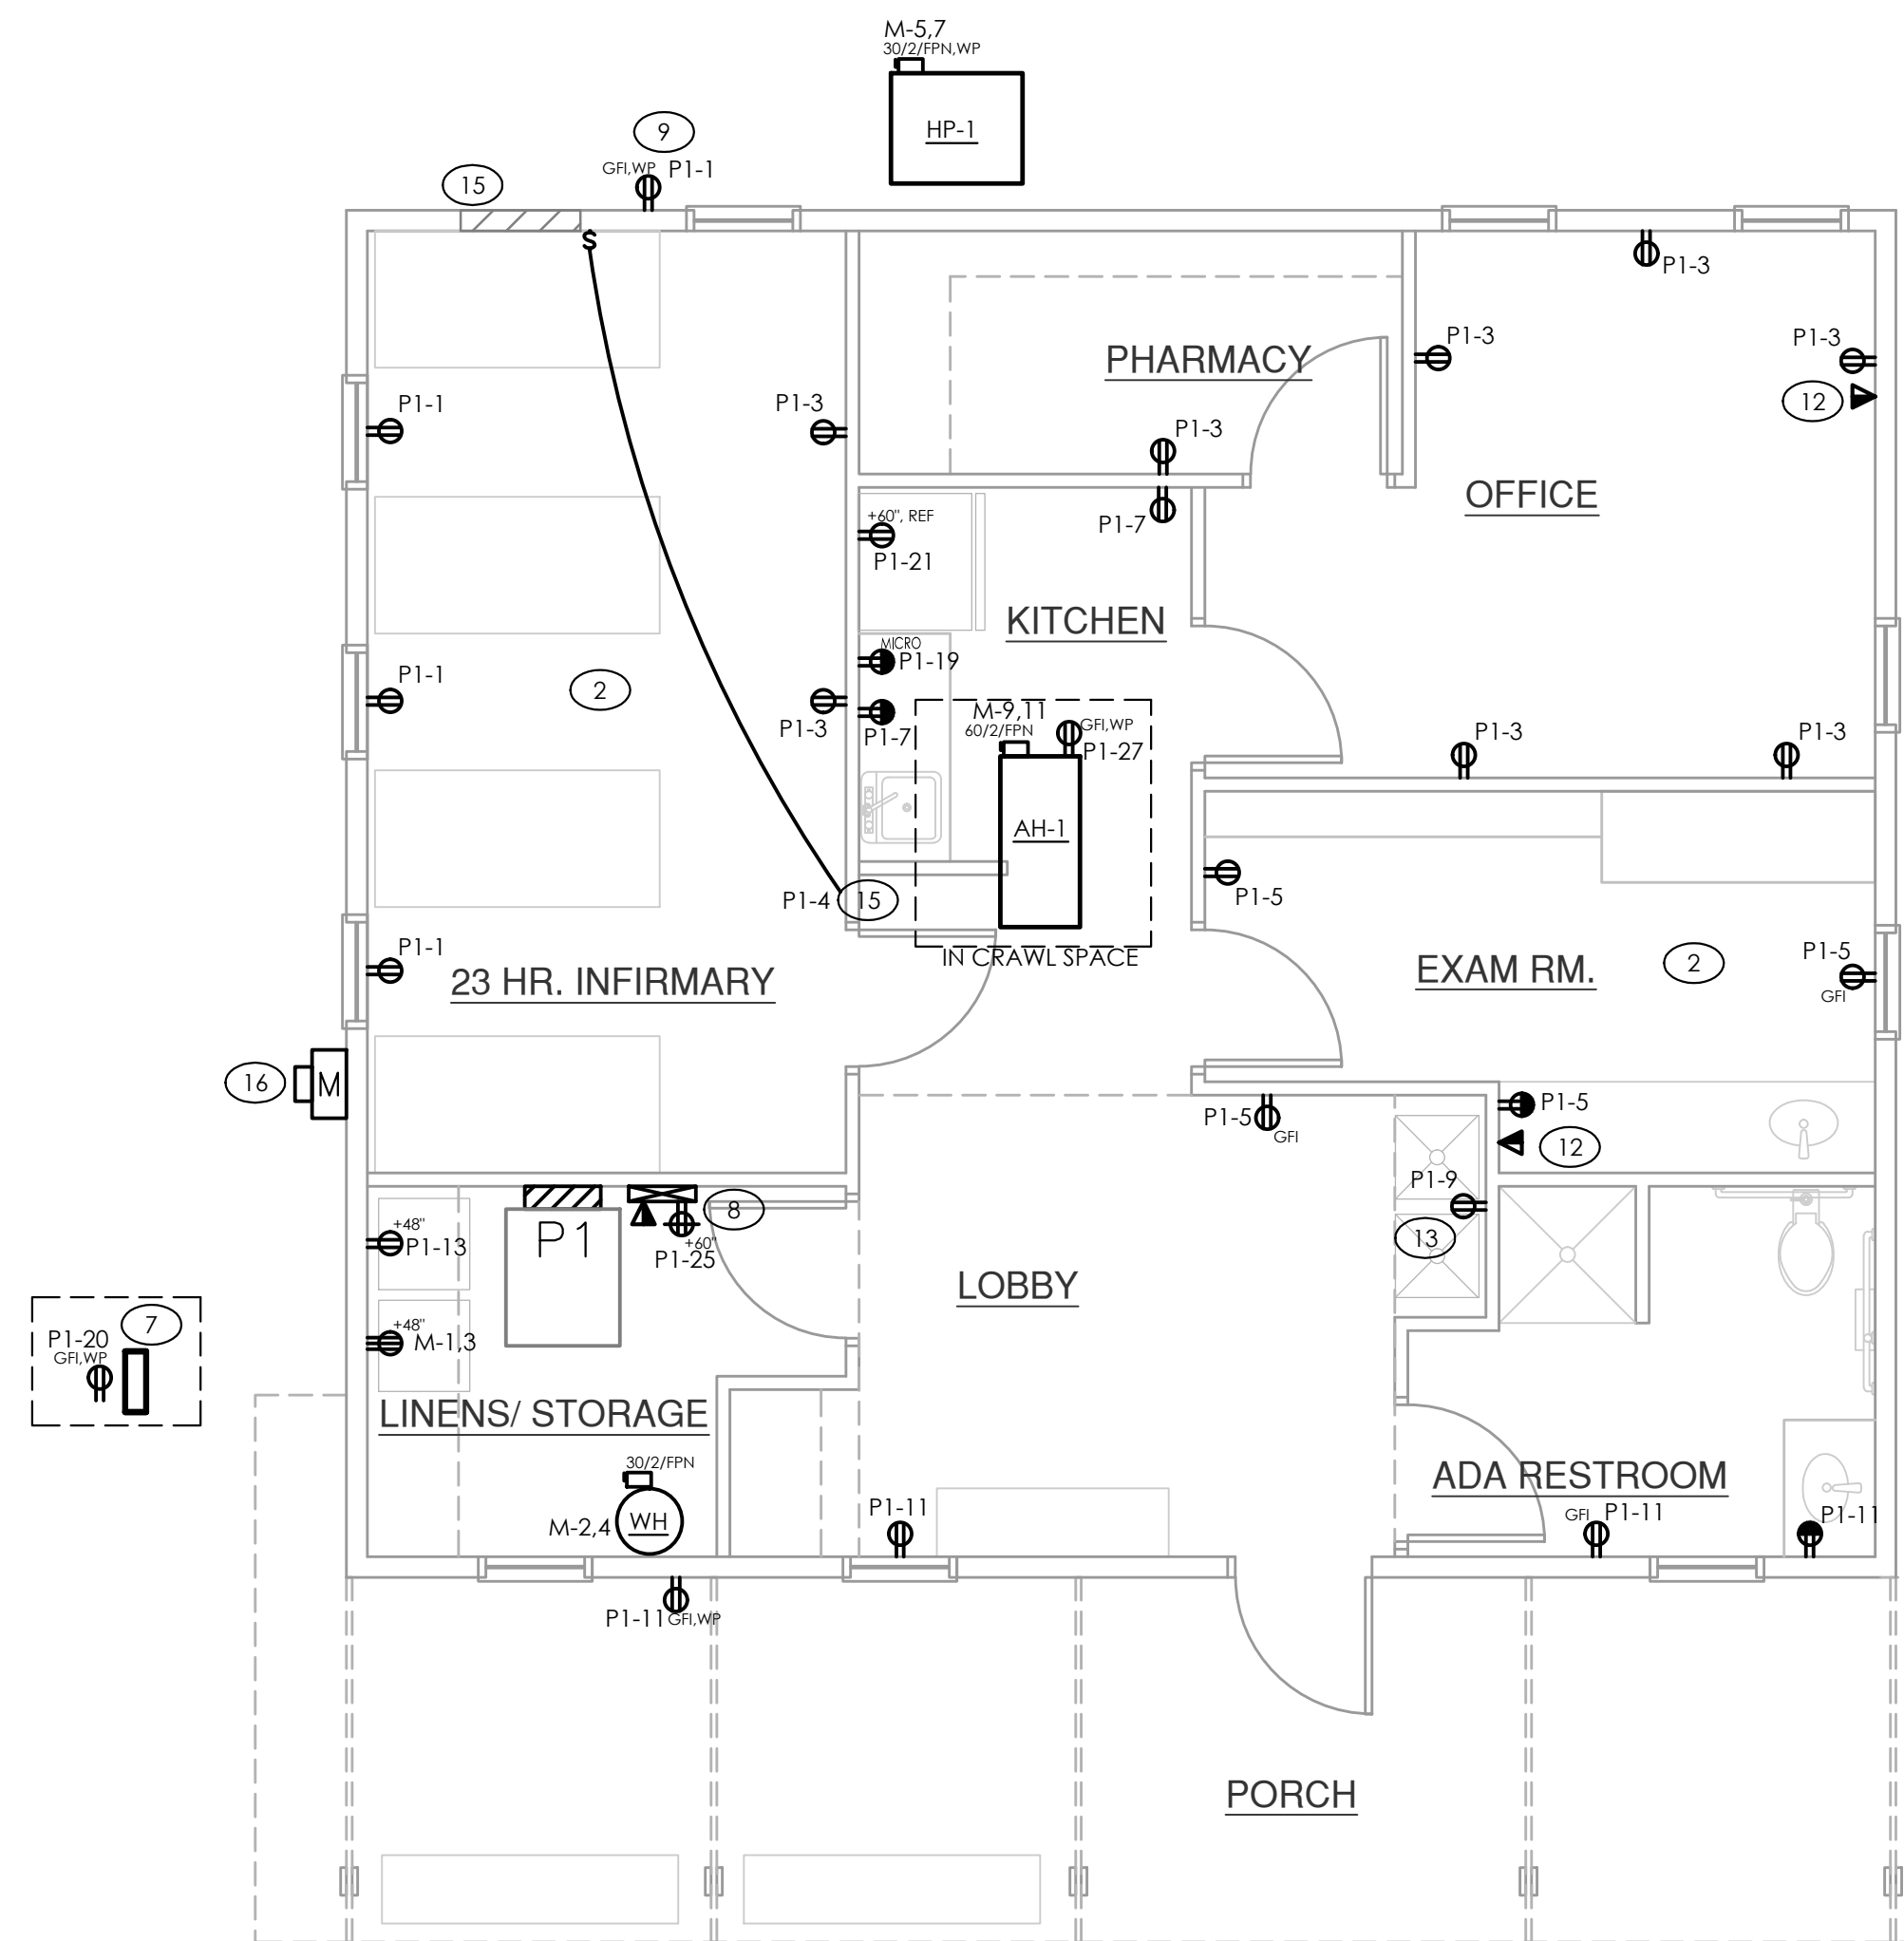 M-5,7
30/2/FPN,WP
HP-1
9
GFI,WP P1-1
15
S
P1-3
P1-3
P1-3
PHARMACY
12
P1-1
P1-3
P1-3
OFFICE
+60", REF
P1-7
P1-21
KITCHEN
MICRO
P1-19
P1-1
2
P1-3
P1-7
M-9,11
60/2/FPN
GFI,WP
P1-27
P1-3
P1-3
AH-1
P1-4
15
P1-5
IN CRAWL SPACE
P1-1
23 HR. INFIRMARY
EXAM RM.
2
P1-5
GFI
16
M
P1-5
GFI
P1-5
12
P1-9
13
8
+48"
P1-13
P1
+60"
P1-25
LOBBY
7
P1-20
GFI,WP
+48"
M-1,3
LINENS/ STORAGE
30/2/FPN
M-2,4
WH
ADA RESTROOM
P1-11
GFI
P1-11
P1-11
P1-11
GFI,WP
PORCH